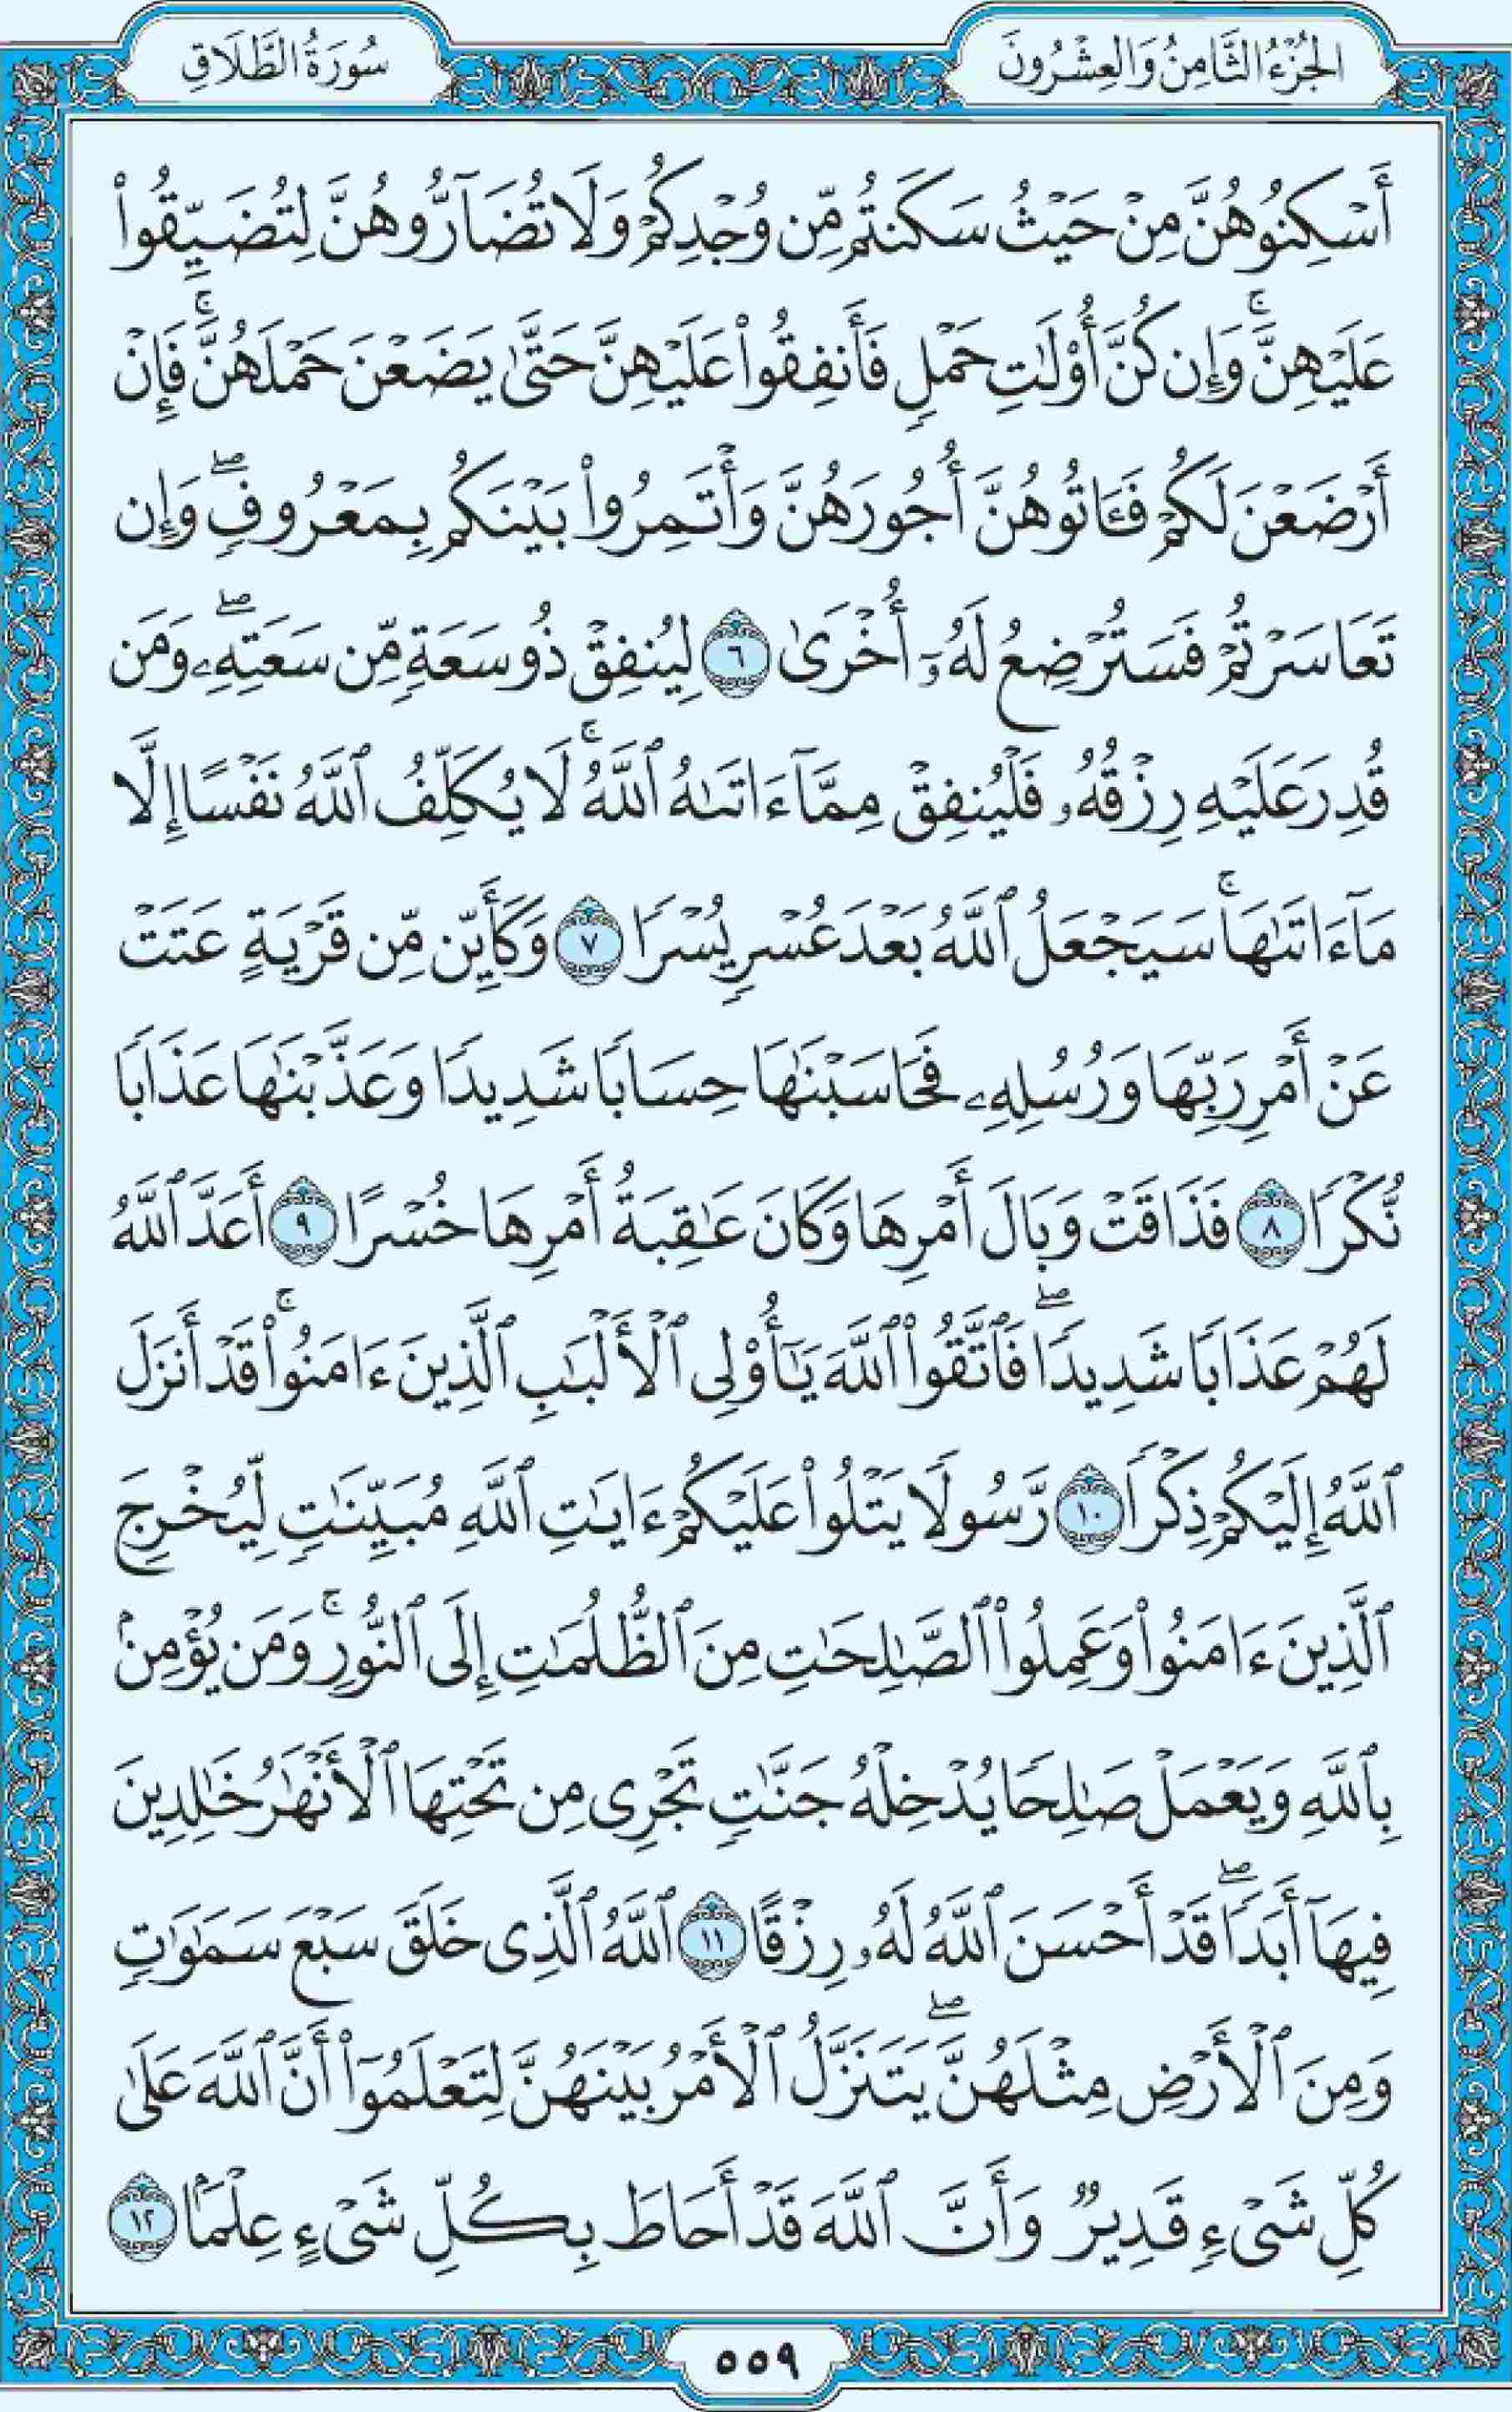 الجُزْءُ الثَّامِنُ وَالعِشْرُونَ
سُورَةُ الطَّلَاقِ
أَسْكِنُوهُنَّ مِنْ حَيْثُ سَكَنتُم مِّن وُجْدِكُمْ وَلَا تُضَآرُّوهُنَّ لِتُضَيِّقُوا۟
عَلَيْهِنَّۚ وَإِن كُنَّ أُو۟لَٰتِ حَمْلٍ فَأَنفِقُوا۟ عَلَيْهِنَّ حَتَّىٰ يَضَعْنَ حَمْلَهُنَّۚ فَإِنْ
أَرْضَعْنَ لَكُمْ فَـَٔاتُوهُنَّ أُجُورَهُنَّ وَأْتَمِرُوا۟ بَيْنَكُم بِمَعْرُوفٍۖ وَإِن
تَعَاسَرْتُمْ فَسَتُرْضِعُ لَهُۥٓ أُخْرَىٰ ٦ لِيُنفِقْ ذُو سَعَةٍ مِّن سَعَتِهِۦۖ وَمَن
قُدِرَ عَلَيْهِ رِزْقُهُۥ فَلْيُنفِقْ مِمَّآ ءَاتَىٰهُ ٱللَّهُۚ لَا يُكَلِّفُ ٱللَّهُ نَفْسًا إِلَّا
مَآ ءَاتَىٰهَاۚ سَيَجْعَلُ ٱللَّهُ بَعْدَ عُسْرٍ يُسْرًا ٧ وَكَأَيِّن مِّن قَرْيَةٍ عَتَتْ
عَنْ أَمْرِ رَبِّهَا وَرُسُلِهِۦ فَحَاسَبْنَٰهَا حِسَابًا شَدِيدًا وَعَذَّبْنَٰهَا عَذَابًا
نُّكْرًا ٨ فَذَاقَتْ وَبَالَ أَمْرِهَا وَكَانَ عَٰقِبَةُ أَمْرِهَا خُسْرًا ٩ أَعَدَّ ٱللَّهُ
لَهُمْ عَذَابًا شَدِيدًاۖ فَٱتَّقُوا۟ ٱللَّهَ يَٰٓأُو۟لِى ٱلْأَلْبَٰبِ ٱلَّذِينَ ءَامَنُوا۟ۚ قَدْ أَنزَلَ
ٱللَّهُ إِلَيْكُمْ ذِكْرًا ١٠ رَّسُولًا يَتْلُوا۟ عَلَيْكُمْ ءَايَٰتِ ٱللَّهِ مُبَيِّنَٰتٍ لِّيُخْرِجَ
ٱلَّذِينَ ءَامَنُوا۟ وَعَمِلُوا۟ ٱلصَّٰلِحَٰتِ مِنَ ٱلظُّلُمَٰتِ إِلَى ٱلنُّورِۚ وَمَن يُؤْمِنۢ
بِٱللَّهِ وَيَعْمَلْ صَٰلِحًا يُدْخِلْهُ جَنَّٰتٍ تَجْرِى مِن تَحْتِهَا ٱلْأَنْهَٰرُ خَٰلِدِينَ
فِيهَآ أَبَدًاۖ قَدْ أَحْسَنَ ٱللَّهُ لَهُۥ رِزْقًا ١١ ٱللَّهُ ٱلَّذِى خَلَقَ سَبْعَ سَمَٰوَٰتٍ
وَمِنَ ٱلْأَرْضِ مِثْلَهُنَّۖ يَتَنَزَّلُ ٱلْأَمْرُ بَيْنَهُنَّ لِتَعْلَمُوٓا۟ أَنَّ ٱللَّهَ عَلَىٰ
كُلِّ شَىْءٍ قَدِيرٌ وَأَنَّ ٱللَّهَ قَدْ أَحَاطَ بِكُلِّ شَىْءٍ عِلْمًۢا ١٢
٥٥٩